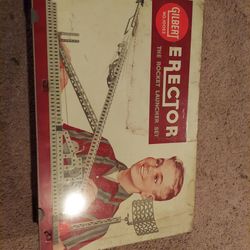 GILBERT
ERECTOR
THE ROCKET LAUNCHER SET